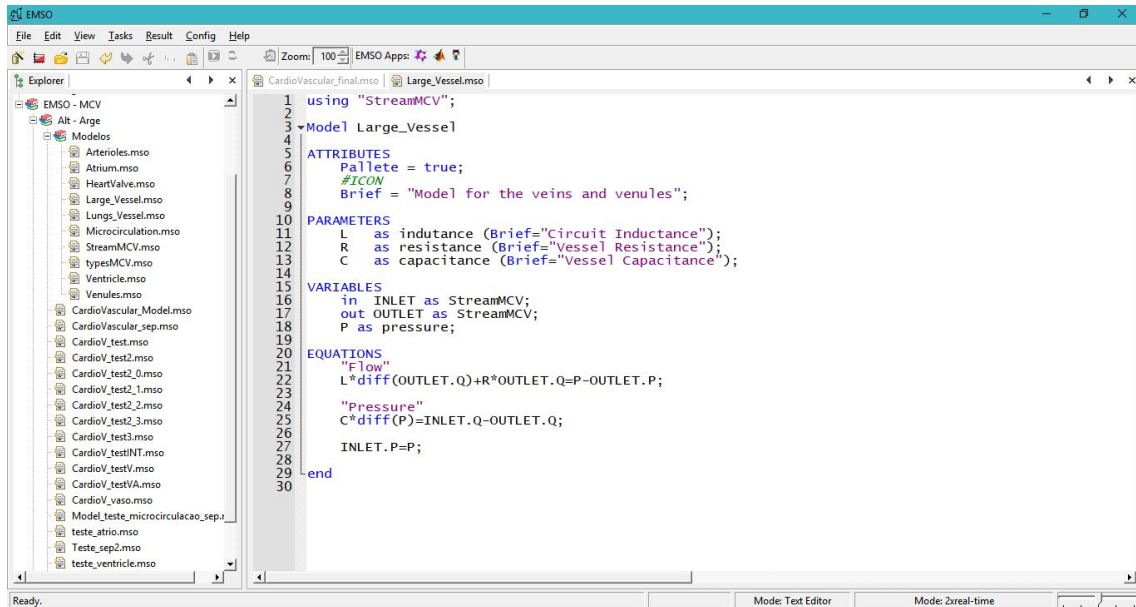 EMSO
File Edit View Tasks Result Config Help
Zoom: 100 EMSO Apps:
Explorer
CardioVascular_final.mso Large_Vessel.mso
EMSO - MCV
Alt - Arge
Modelos
Arterioles.mso
Atrium.mso
HeartValve.mso
Large_Vessel.mso
Lungs_Vessel.mso
Microcirculation.mso
StreamMCV.mso
typesMCV.mso
Ventricle.mso
Venules.mso
CardioVascular_Model.mso
CardioVascular_sep.mso
CardioV_test.mso
CardioV_test2.mso
CardioV_test2_0.mso
CardioV_test2_1.mso
CardioV_test2_2.mso
CardioV_test2_3.mso
CardioV_test3.mso
CardioV_testINT.mso
CardioV_testV.mso
CardioV_testVA.mso
CardioV_vaso.mso
Model_teste_microcirculacao_sep.r
teste_atrio.mso
Teste_sep2.mso
teste_ventricle.mso
1 using "StreamMCV";
2
3 Model Large_Vessel
4
5 ATTRIBUTES
6 Pallete = true;
7 #ICON
8 Brief = "Model for the veins and venules";
9
10 PARAMETERS
11 L as indutance (Brief="Circuit Inductance");
12 R as resistance (Brief="Vessel Resistance");
13 C as capacitance (Brief="Vessel Capacitance");
14
15 VARIABLES
16 in INLET as StreamMCV;
17 out OUTLET as StreamMCV;
18 P as pressure;
19
20 EQUATIONS
21 "Flow"
22 L*diff(OUTLET.Q)+R*OUTLET.Q=P-OUTLET.P;
23
24 "Pressure"
25 C*diff(P)=INLET.Q-OUTLET.Q;
26
27 INLET.P=P;
28
29 end
30
Ready. Mode: Text Editor Mode: 2xreal-time